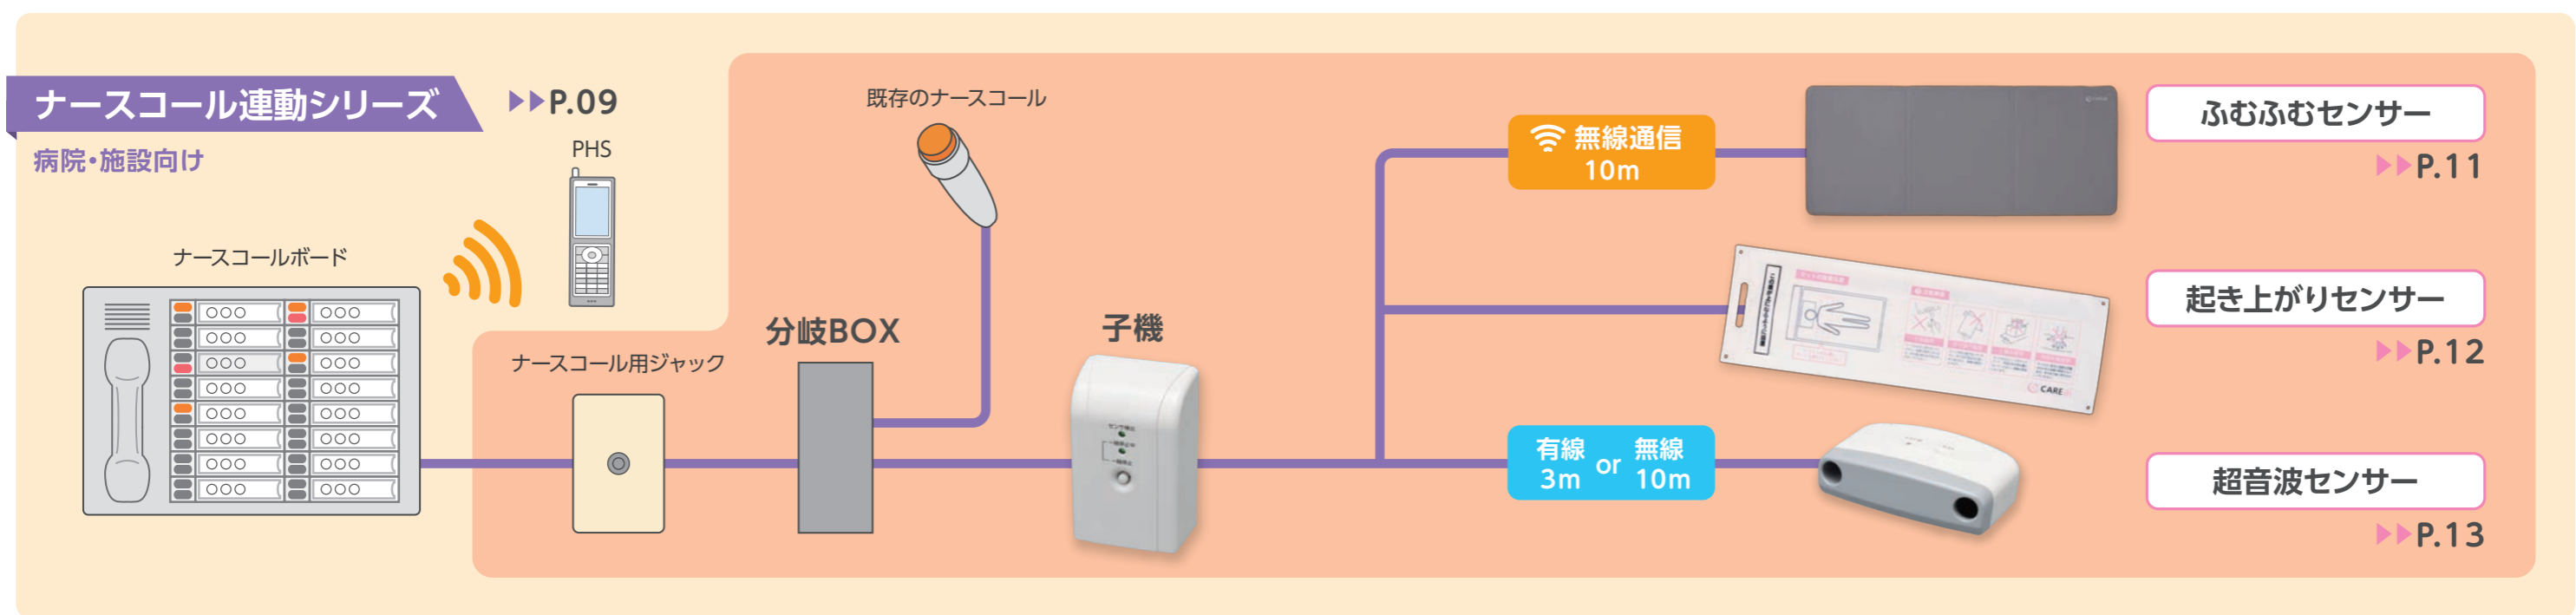 ナースコール連動シリーズ
P.09
病院・施設向け
PHS
ナースコールボード
既存のナースコール
ナースコール用ジャック
分岐BOX
子機
無線通信
10m
ふむふむセンサー
P.11
起き上がりセンサー
P.12
CARE
有線 or 無線
3m 10m
超音波センサー
P.13